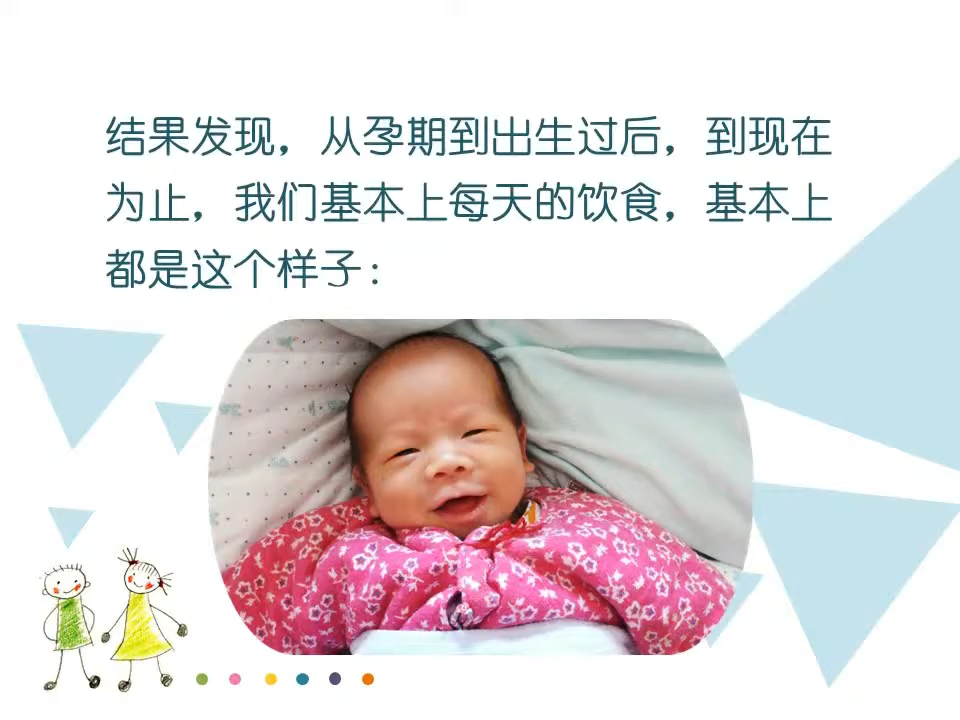 结果发现，从孕期到出生过后，到现在
为止，我们基本上每天的饮食，基本上
都是这个样子：